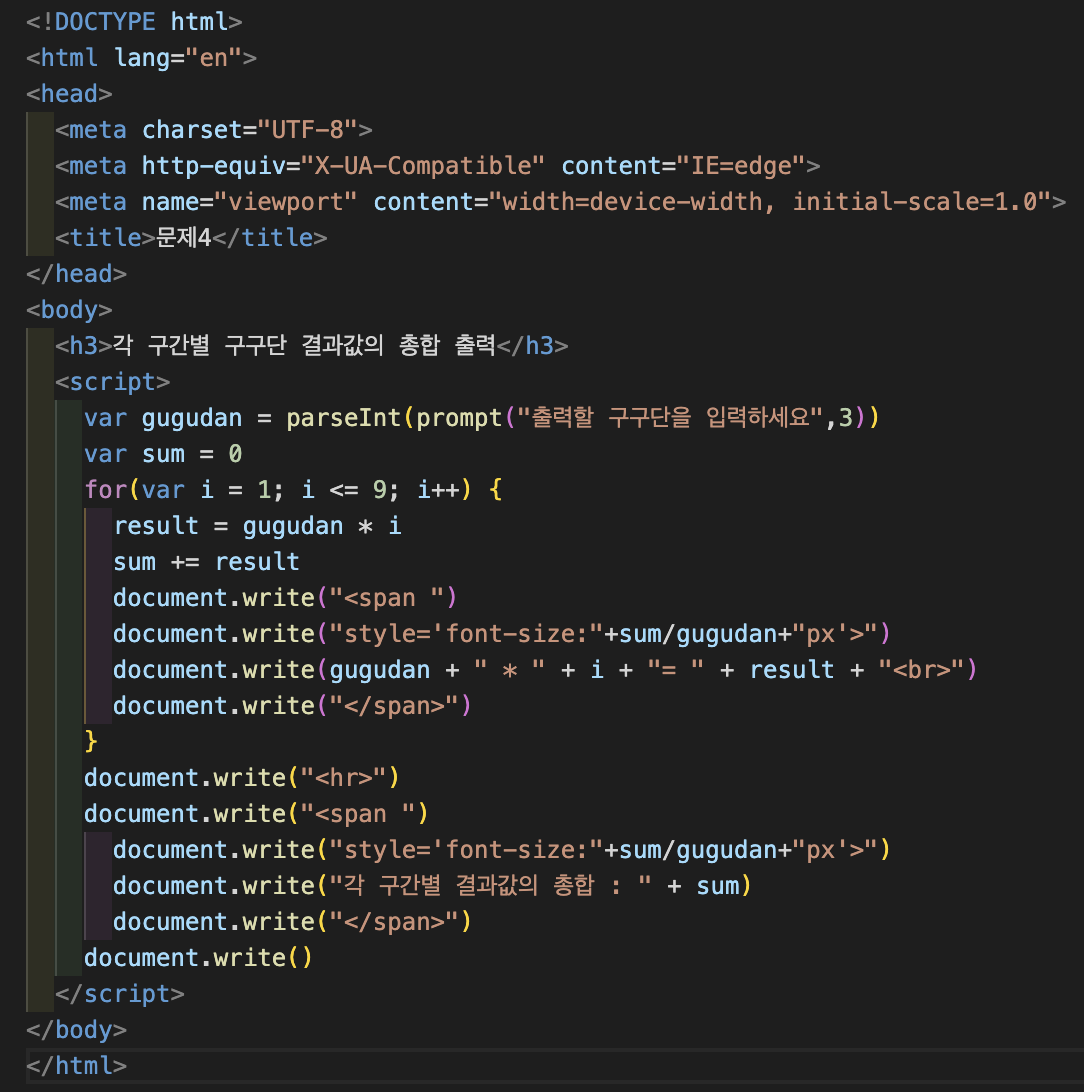 <!DOCTYPE html>
<html lang="en">
<head>
<meta charset="UTF-8">
<meta http-equiv="X-UA-Compatible" content="IE=edge">
<meta name="viewport" content="width=device-width, initial-scale=1.0">
<title>문제4</title>
</head>
<body>
<h3>각 구간별 구구단 결과값의 총합 출력</h3>
<script>
var gugudan = parseInt(prompt("출력할 구구단을 입력하세요",3))
var sum = 0
for(var i = 1; i <= 9; i++) {
result = gugudan * i
sum += result
document.write("<span ")
document.write("style='font-size:"+sum/gugudan+"px'>")
document.write(gugudan + " * " + i + "= " + result + "<br>")
document.write("</span>")
}
document.write("<hr>")
document.write("<span ")
document.write("style='font-size:"+sum/gugudan+"px'>")
document.write("각 구간별 결과값의 총합 : " + sum)
document.write("</span>")
document.write()
</script>
</body>
</html>